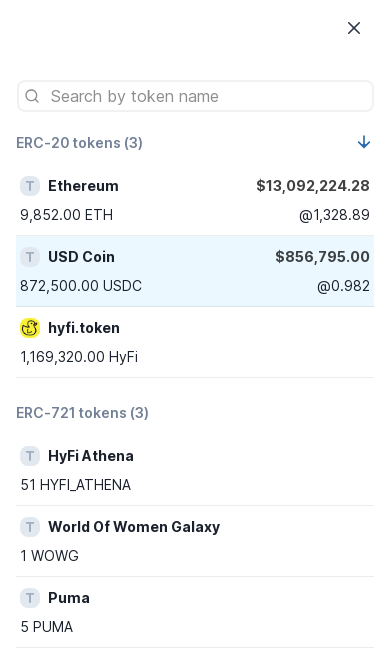 Search by token name
ERC-20 tokens (3)
T Ethereum $13,092,224.28
9,852.00 ETH @1,328.89
T USD Coin $856,795.00
872,500.00 USDC @0.982
hyfi.token
1,169,320.00 HyFi
ERC-721 tokens (3)
T HyFi Athena
51 HYFI_ATHENA
T World Of Women Galaxy
1 WOWG
T Puma
5 PUMA